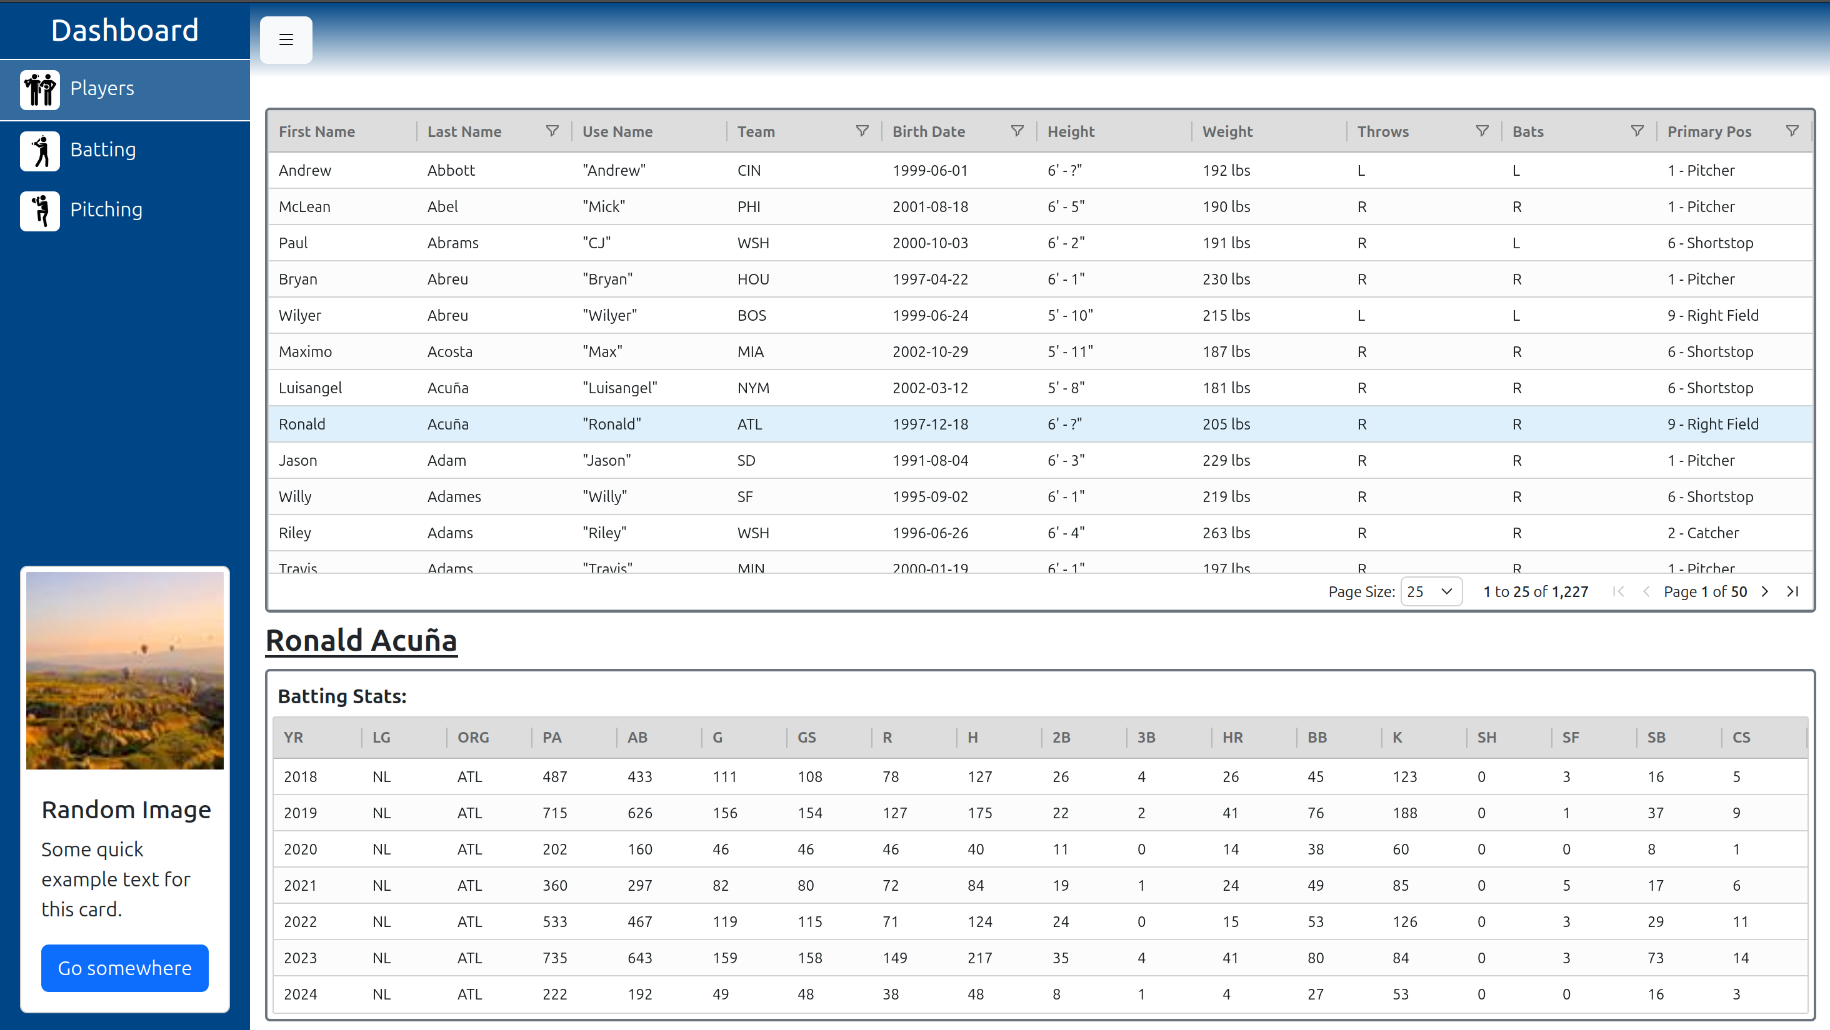 Dashboard
Players
Batting
Pitching
Random Image
Some quick
example text for
this card.
Go somewhere
First Name Last Name Use Name Team Birth Date Height Weight Throws Bats Primary Pos
Andrew Abbott "Andrew" CIN 1999-06-01 6' - ?" 192 lbs L L 1 - Pitcher
McLean Abel "Mick" PHI 2001-08-18 6' - 5" 190 lbs R R 1 - Pitcher
Paul Abrams "CJ" WSH 2000-10-03 6' - 2" 191 lbs R L 6 - Shortstop
Bryan Abreu "Bryan" HOU 1997-04-22 6' - 1" 230 lbs R R 1 - Pitcher
Wilyer Abreu "Wilyer" BOS 1999-06-24 5' - 10" 215 lbs L L 9 - Right Field
Maximo Acosta "Max" MIA 2002-10-29 5' - 11" 187 lbs R R 6 - Shortstop
Luisangel Acuña "Luisangel" NYM 2002-03-12 5' - 8" 181 lbs R R 6 - Shortstop
Ronald Acuña "Ronald" ATL 1997-12-18 6' - ?" 205 lbs R R 9 - Right Field
Jason Adam "Jason" SD 1991-08-04 6' - 3" 229 lbs R R 1 - Pitcher
Willy Adames "Willy" SF 1995-09-02 6' - 1" 219 lbs R R 6 - Shortstop
Riley Adams "Riley" WSH 1996-06-26 6' - 4" 263 lbs R R 2 - Catcher
Travis Adams "Travis" MIN 2000-01-19 6' - 1" 197 lbs R R 1 - Pitcher
Page Size: 25 1 to 25 of 1,227 Page 1 of 50
Ronald Acuña
Batting Stats:
YR LG ORG PA AB G GS R H 2B 3B HR BB K SH SF SB CS
2018 NL ATL 487 433 111 108 78 127 26 4 26 45 123 0 3 16 5
2019 NL ATL 715 626 156 154 127 175 22 2 41 76 188 0 1 37 9
2020 NL ATL 202 160 46 46 46 40 11 0 14 38 60 0 0 8 1
2021 NL ATL 360 297 82 80 72 84 19 1 24 49 85 0 5 17 6
2022 NL ATL 533 467 119 115 71 124 24 0 15 53 126 0 3 29 11
2023 NL ATL 735 643 159 158 149 217 35 4 41 80 84 0 3 73 14
2024 NL ATL 222 192 49 48 38 48 8 1 4 27 53 0 0 16 3